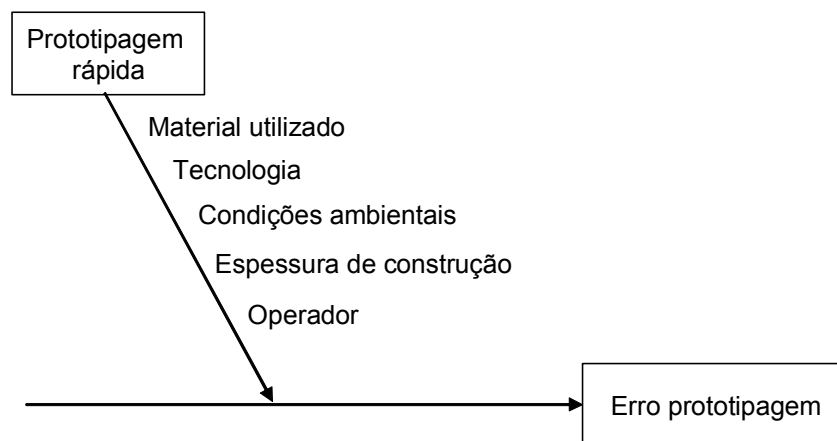 Prototipagem
rápida
Material utilizado
Tecnologia
Condições ambientais
Espessura de construção
Operador
Erro prototipagem